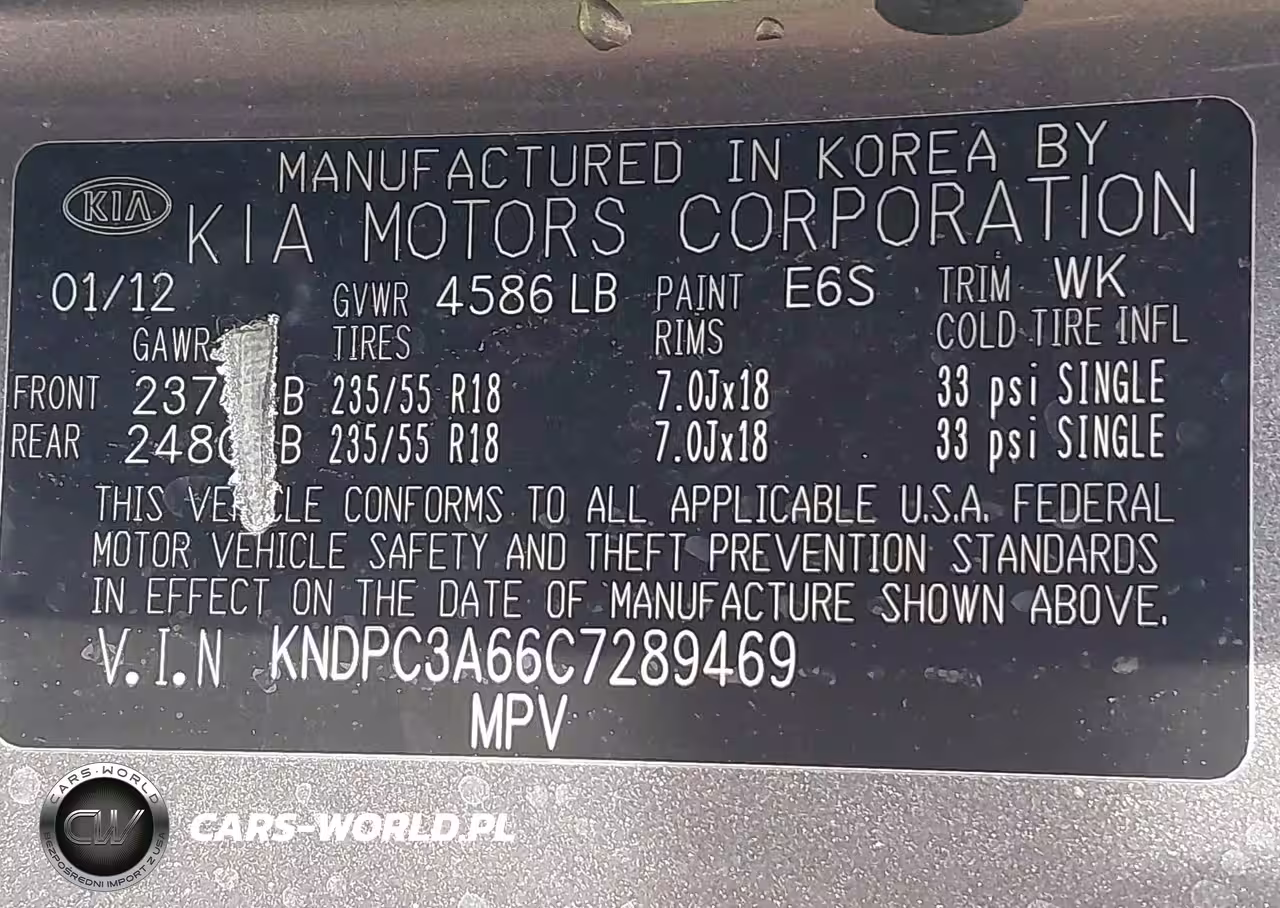 MANUFACTURED IN KOREA BY
KIA
KIA MOTORS CORPORATION
01/12 GVWR 4586 LB PAINT E6S TRIM WK
GAWR TIRES RIMS COLD TIRE INFL
FRONT 235/55 R18 7.0Jx18 33 psi SINGLE
REAR 235/55 R18 7.0Jx18 33 psi SINGLE
THIS CONFORMS TO ALL APPLICABLE U.S.A. FEDERAL
MOTOR VEHICLE SAFETY AND THEFT PREVENTION STANDARDS
IN EFFECT ON THE DATE OF MANUFACTURE SHOWN ABOVE.
V.I.N KNDPC3A66C7289469
MPV
CARS-WORLD
CW
BEZPOŚREDNI IMPORT Z USA
CARS-WORLD.PL